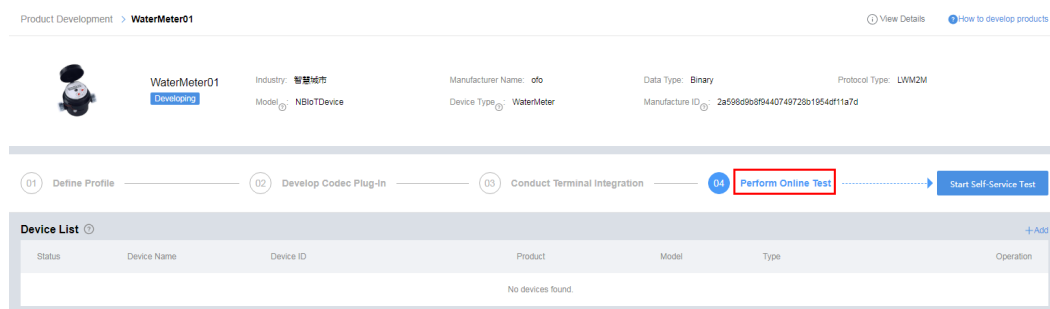 Product Development > WaterMeter01
View Details
How to develop products
WaterMeter01
Developing
Industry: 智慧城市
Manufacturer Name: ofo
Data Type: Binary
Protocol Type: LWM2M
Model: NBIoTDevice
Device Type: WaterMeter
Manufacture ID: 2a598d9b8f9440749728b1954df11a7d
01 Define Profile
02 Develop Codec Plug-In
03 Conduct Terminal Integration
04 Perform Online Test
Start Self-Service Test
Device List
+Add
Status Device Name Device ID Product Model Type Operation
No devices found.